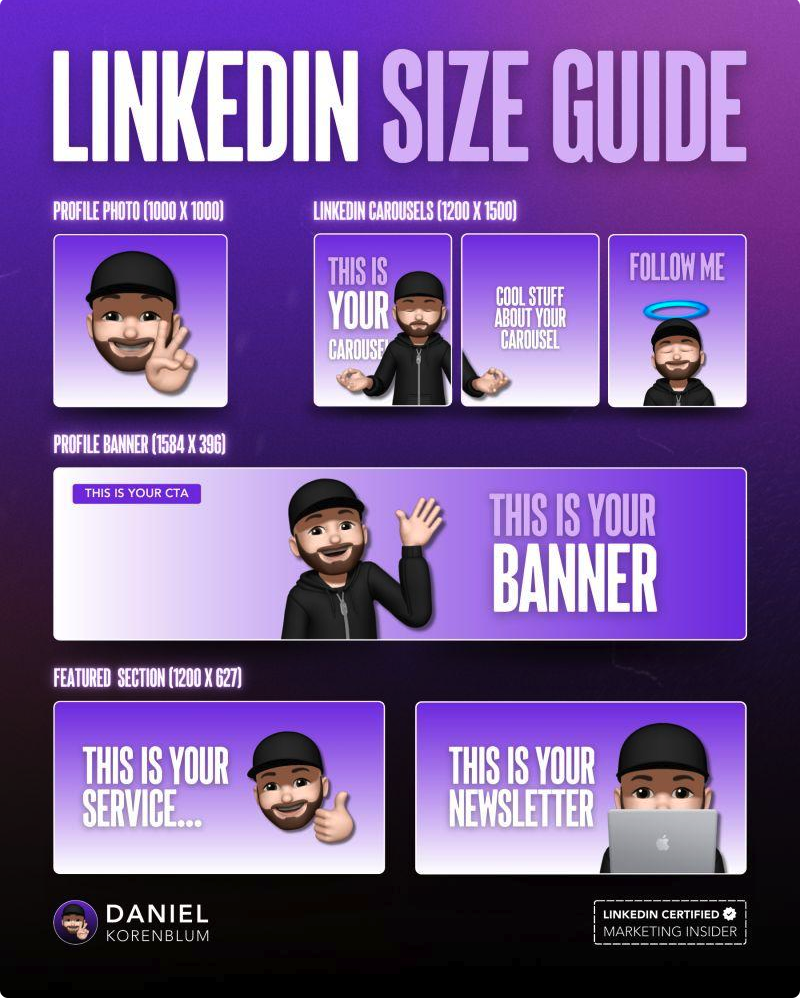 LINKEDIN SIZE GUIDE
PROFILE PHOTO (1000 X 1000)
LINKEDIN CAROUSELS (1200 X 1500)
THIS IS
YOUR
CAROUSEL
COOL STUFF
ABOUT YOUR
CAROUSEL
FOLLOW ME
PROFILE BANNER (1584 X 396)
THIS IS YOUR CTA
THIS IS YOUR
BANNER
FEATURED SECTION (1200 X 627)
THIS IS YOUR
SERVICE...
THIS IS YOUR
NEWSLETTER
DANIEL
KORENBLUM
LINKEDIN CERTIFIED
MARKETING INSIDER